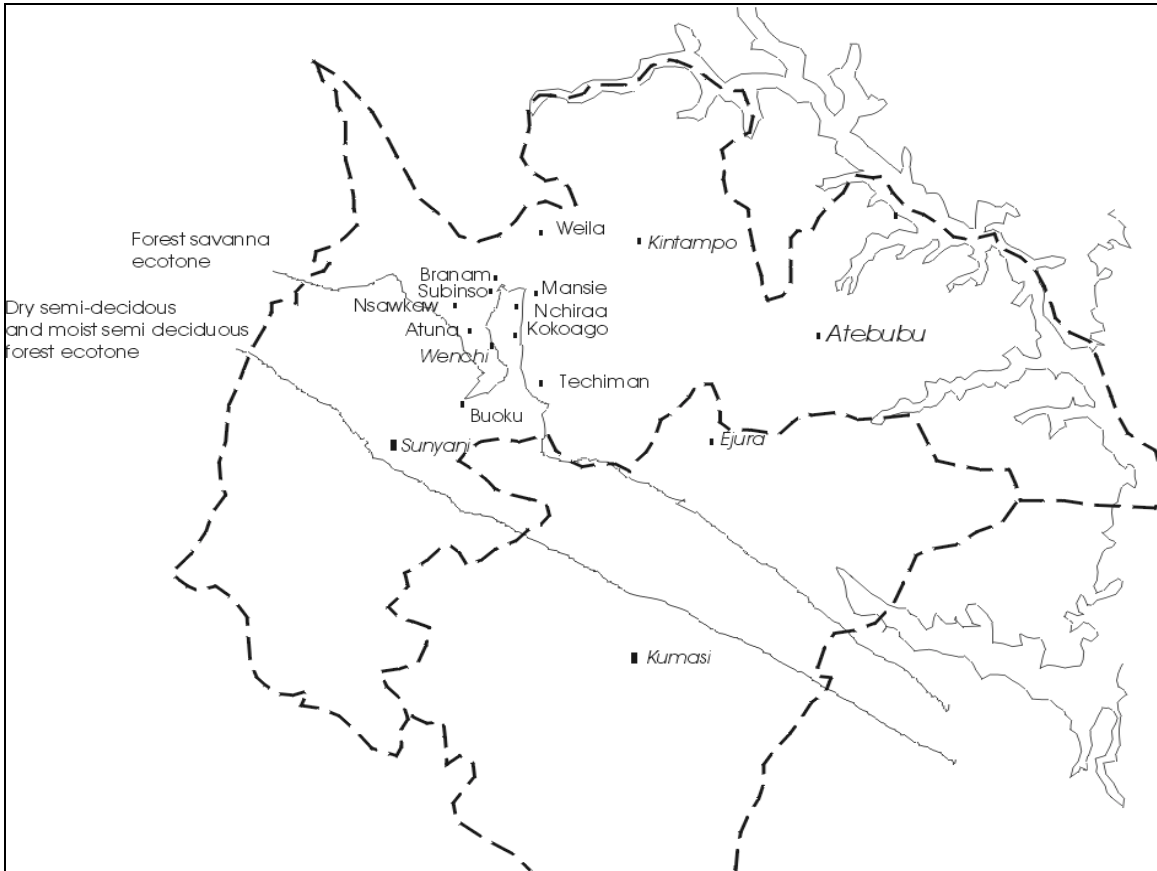 Weila
Forest savanna
ecotone
Kintampo
Branam
Subinso
Mansie
Nsawkaw
Nchiraa
Dry semi-decidous
and moist semi deciduous
forest ecotone
Atuna
Kokoago
Atebubu
Wenchi
Techiman
Buoku
Sunyani
Ejura
Kumasi